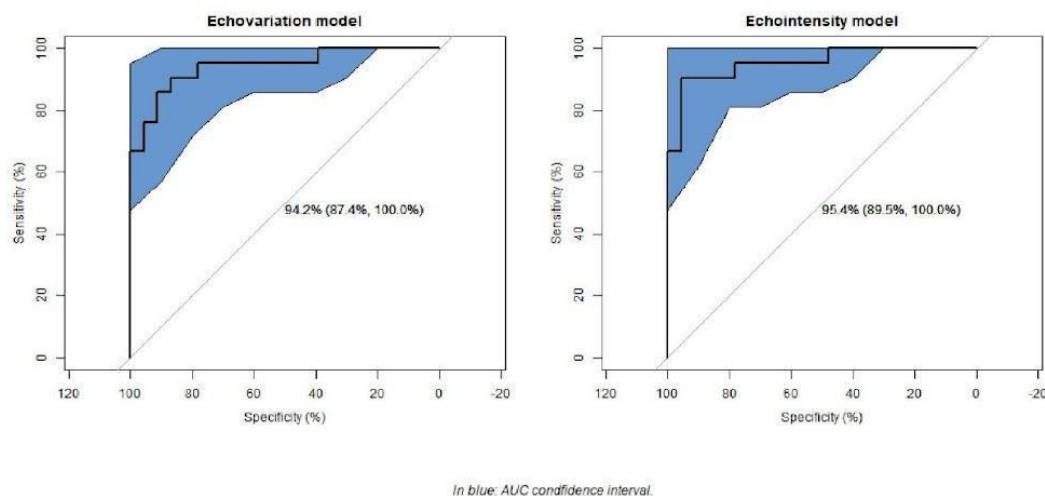 Echovariation model
Sensitivity (%)
100
80
60
40
20
0
94.2% (87.4%, 100.0%)
120 100 80 60 40 20 0 -20
Specificity (%)
Echointensity model
Sensitivity (%)
100
80
60
40
20
0
95.4% (89.5%, 100.0%)
120 100 80 60 40 20 0 -20
Specificity (%)
In blue: AUC condfidence interval.